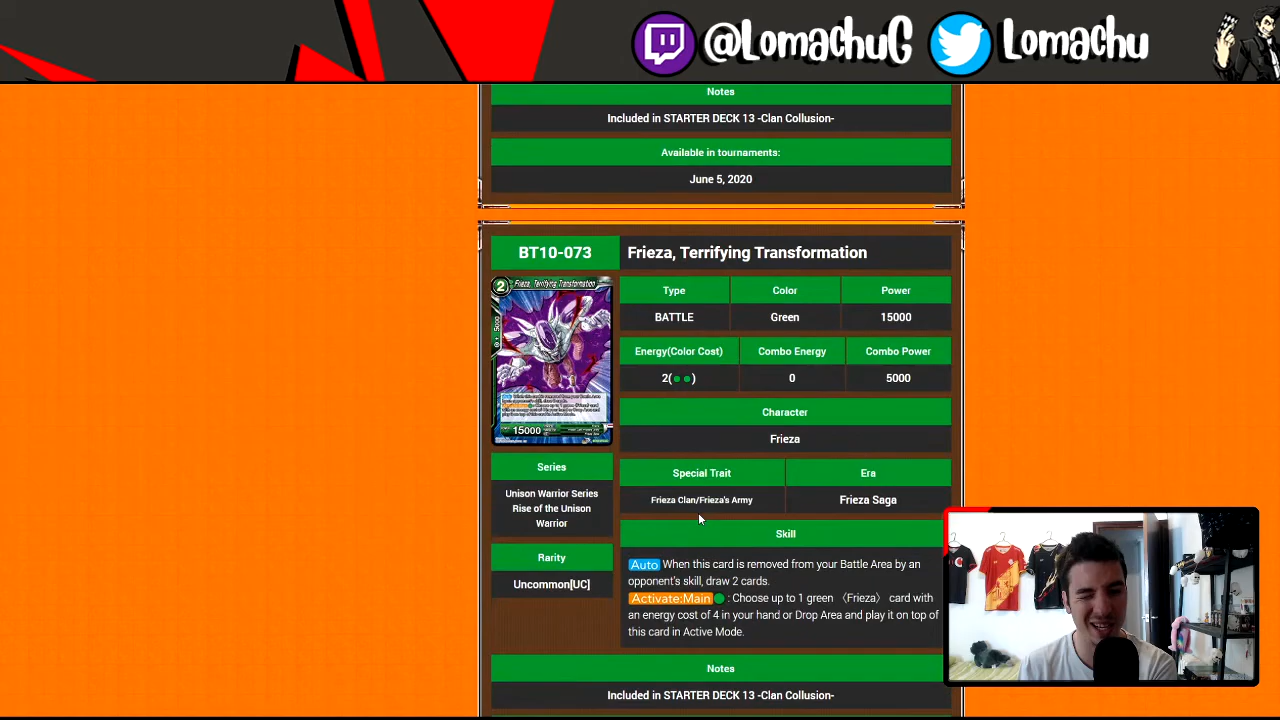 @LomachuG
Lomachu
Notes
Included in STARTER DECK 13 -Clan Collusion-
Available in tournaments:
June 5, 2020
BT10-073
Frieza, Terrifying Transformation
2
Frieza, Terrifying Transformation
5000
15000
Type
Color
Power
BATTLE
Green
15000
Energy(Color Cost)
Combo Energy
Combo Power
2(●●)
0
5000
Character
Frieza
Series
Special Trait
Era
Unison Warrior Series
Rise of the Unison
Warrior
Frieza Clan/Frieza's Army
Frieza Saga
Rarity
Uncommon[UC]
Skill
Auto When this card is removed from your Battle Area by an
opponent's skill, draw 2 cards.
Activate:Main ● : Choose up to 1 green 〈Frieza〉 card with
an energy cost of 4 in your hand or Drop Area and play it on top of
this card in Active Mode.
Notes
Included in STARTER DECK 13 -Clan Collusion-